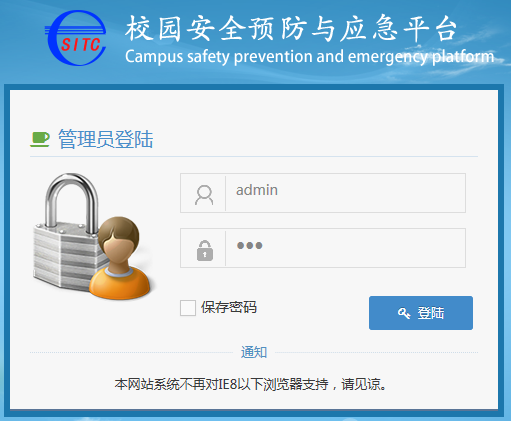 SITC
校园安全预防与应急平台
Campus safety prevention and emergency platform
管理员登陆
admin
●●●
保存密码
登陆
通知
本网站系统不再对IE8以下浏览器支持，请见谅。